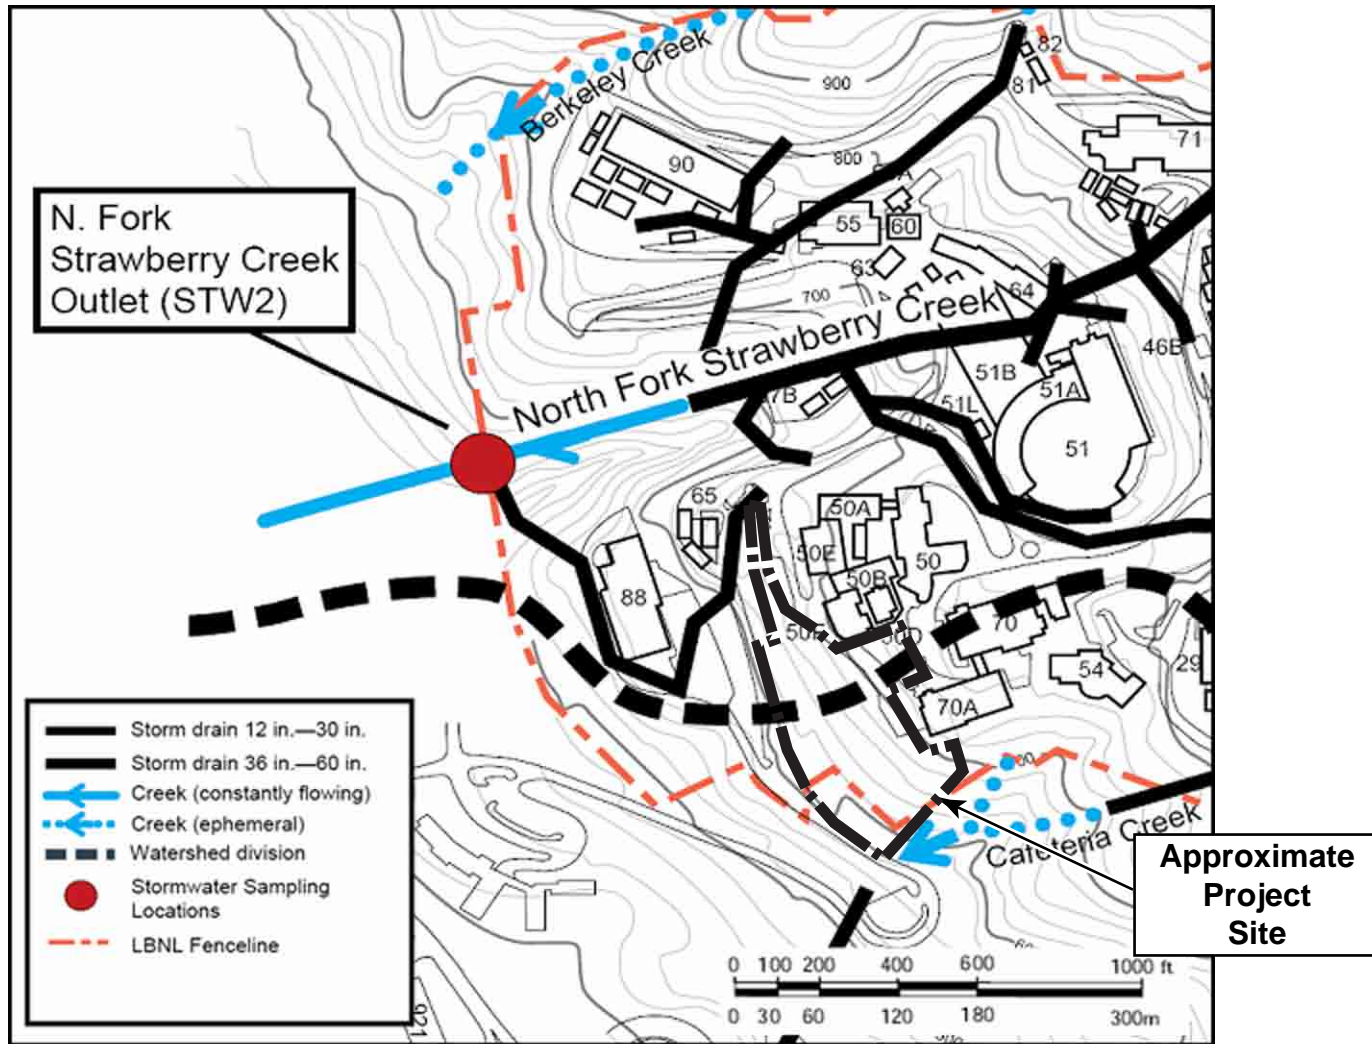 Berkeley Creek
82
81
900
71
90
800
N. Fork
Strawberry Creek
Outlet (STW2)
55
60
63
700
64
North Fork Strawberry Creek
46B
51B
51A
51L
7B
51
65
50A
50E
50
50B
88
70
54
29
70A
Storm drain 12 in.—30 in.
Storm drain 36 in.—60 in.
Creek (constantly flowing)
Creek (ephemeral)
Watershed division
Stormwater Sampling
Locations
LBNL Fenceline
Cafeteria Creek
Approximate
Project
Site
0 100 200 400 600 1000 ft
0 30 60 120 180 300m